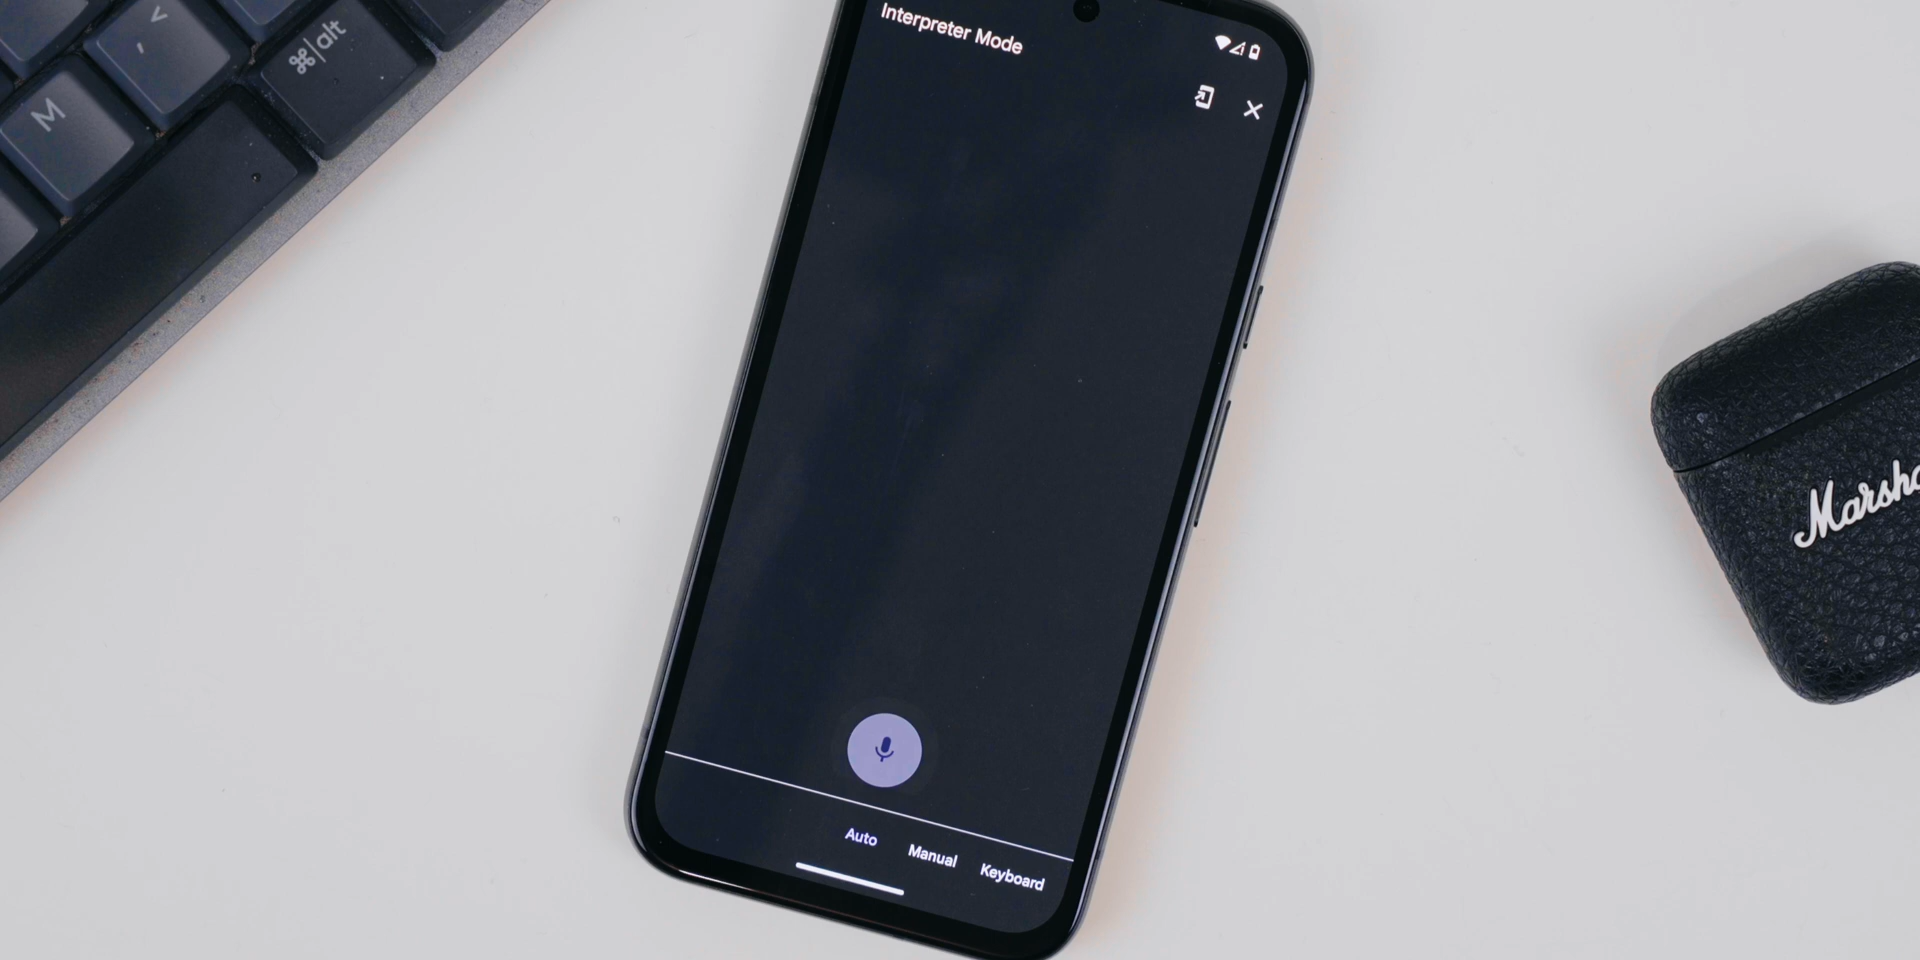 Interpreter Mode
Auto
Manual
Keyboard
M
,
<
⌘|alt
Marsha